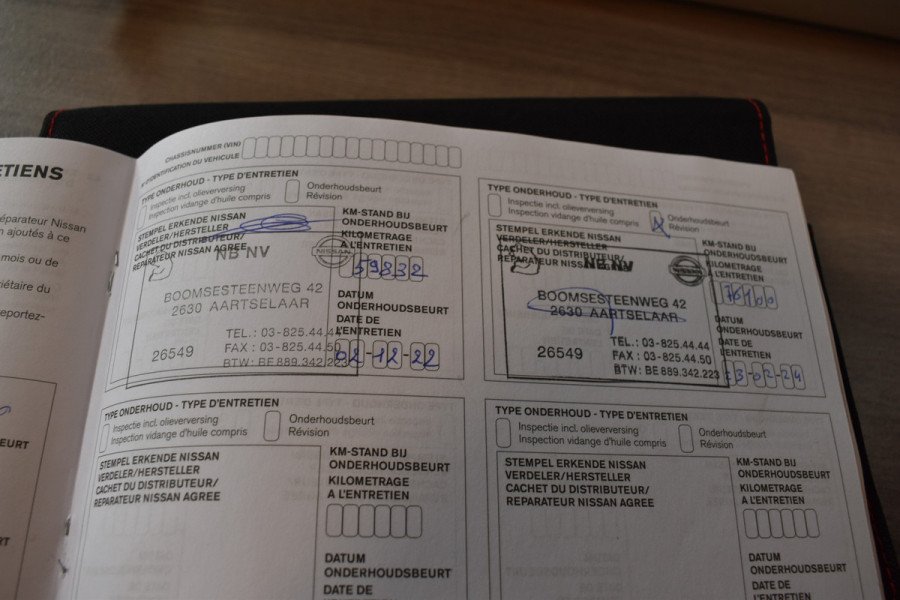 ETIENS
éparateur Nissan
n ajoutés à ce
mois ou de
riétaire du
eportez-
EURT
RT
CHASSISNUMMER (VIN)
N° IDENTIFICATION DU VEHICULE
TYPE ONDERHOUD - TYPE D'ENTRETIEN
Inspectie incl. olieverversing
Inspection vidange d'huile compris
Onderhoudsbeurt
Révision
STEMPEL ERKENDE NISSAN
VERDELER/HERSTELLER
CACHET DU DISTRIBUTEUR/
REPARATEUR NISSAN AGREE
NB NV
NISSAN
BOOMSESTEENWEG 42
2630 AARTSELAAR
TEL.: 03-825.44.44
FAX : 03-825.44.50
BTW: BE 889.342.223
26549
KM-STAND BIJ
ONDERHOUDSBEURT
KILOMETRAGE
A L'ENTRETIEN
59832
DATUM
ONDERHOUDSBEURT
DATE DE
L'ENTRETIEN
02-12-22
TYPE ONDERHOUD - TYPE D'ENTRETIEN
Inspectie incl. olieverversing
Inspection vidange d'huile compris
X
Onderhoudsbeurt
Révision
STEMPEL ERKENDE NISSAN
VERDELER/HERSTELLER
CACHET DU DISTRIBUTEUR/
REPARATEUR NISSAN
NB NV
NISSAN
BOOMSESTEENWEG 42
2630 AARTSELAAR
TEL.: 03-825.44.44
FAX : 03-825.44.50
BTW: BE 889.342.223
26549
KM-STAND BIJ
ONDERHOUDSBEURT
KILOMETRAGE
A L'ENTRETIEN
76100
DATUM
ONDERHOUDSBEURT
DATE DE
L'ENTRETIEN
3-02-24
TYPE ONDERHOUD - TYPE D'ENTRETIEN
Inspectie incl. olieverversing
Inspection vidange d'huile compris
Onderhoudsbeurt
Révision
STEMPEL ERKENDE NISSAN
VERDELER/HERSTELLER
CACHET DU DISTRIBUTEUR/
REPARATEUR NISSAN AGREE
KM-STAND BIJ
ONDERHOUDSBEURT
KILOMETRAGE
A L'ENTRETIEN
DATUM
ONDERHOUDSBEURT
DATE DE
TYPE ONDERHOUD - TYPE D'ENTRETIEN
Inspectie incl. olieverversing
Inspection vidange d'huile compris
Onderhoudsbeurt
Révision
STEMPEL ERKENDE NISSAN
VERDELER/HERSTELLER
CACHET DU DISTRIBUTEUR/
REPARATEUR NISSAN AGREE
KM-STAND BIJ
ONDERHOUDSBEURT
KILOMETRAGE
A L'ENTRETIEN
DATUM
ONDERHOUDSBEURT
DATE DE
L'ENTRETIEN